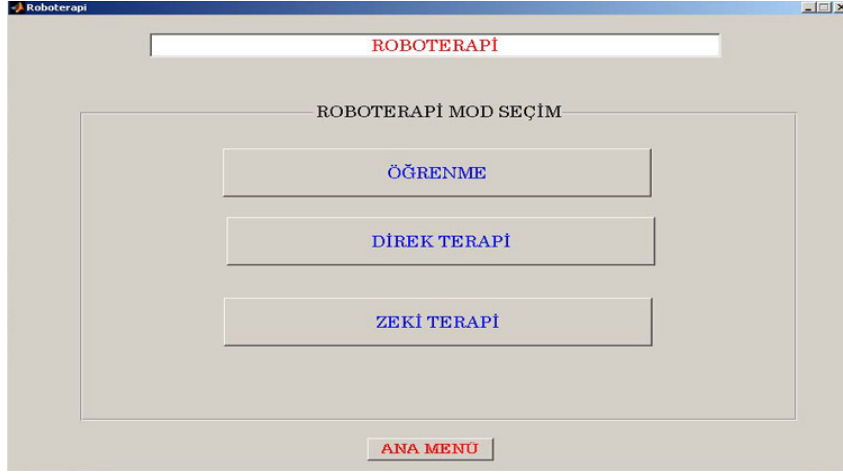 Roboterapi
ROBOTERAPİ
ROBOTERAPİ MOD SEÇİM
ÖĞRENME
DİREK TERAPİ
ZEKİ TERAPİ
ANA MENÜ